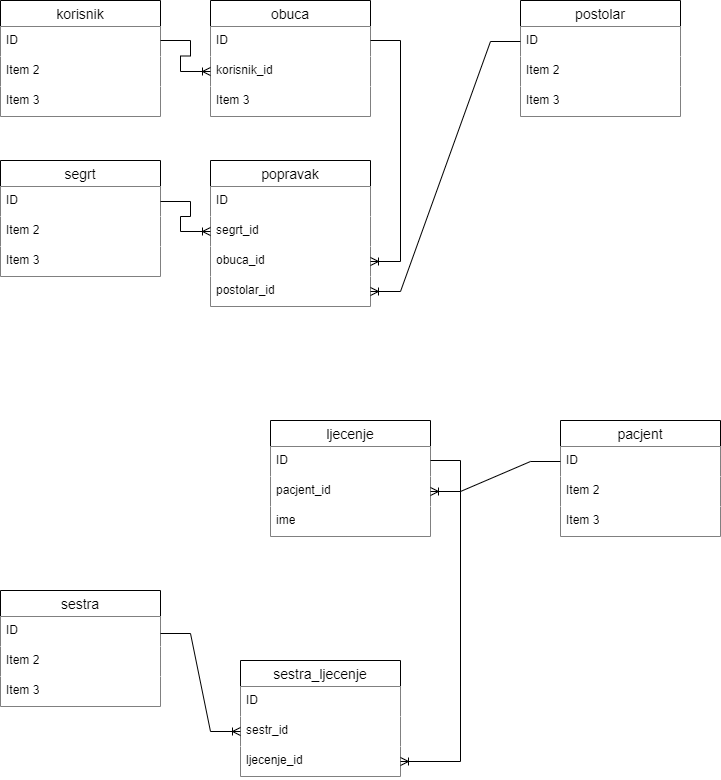 korisnik
ID
Item 2
Item 3
obuca
ID
korisnik_id
Item 3
postolar
ID
Item 2
Item 3
segrt
ID
Item 2
Item 3
popravak
ID
segrt_id
obuca_id
postolar_id
ljecenje
ID
pacjent_id
ime
pacjent
ID
Item 2
Item 3
sestra
ID
Item 2
Item 3
sestra_ljecenje
ID
sestr_id
ljecenje_id